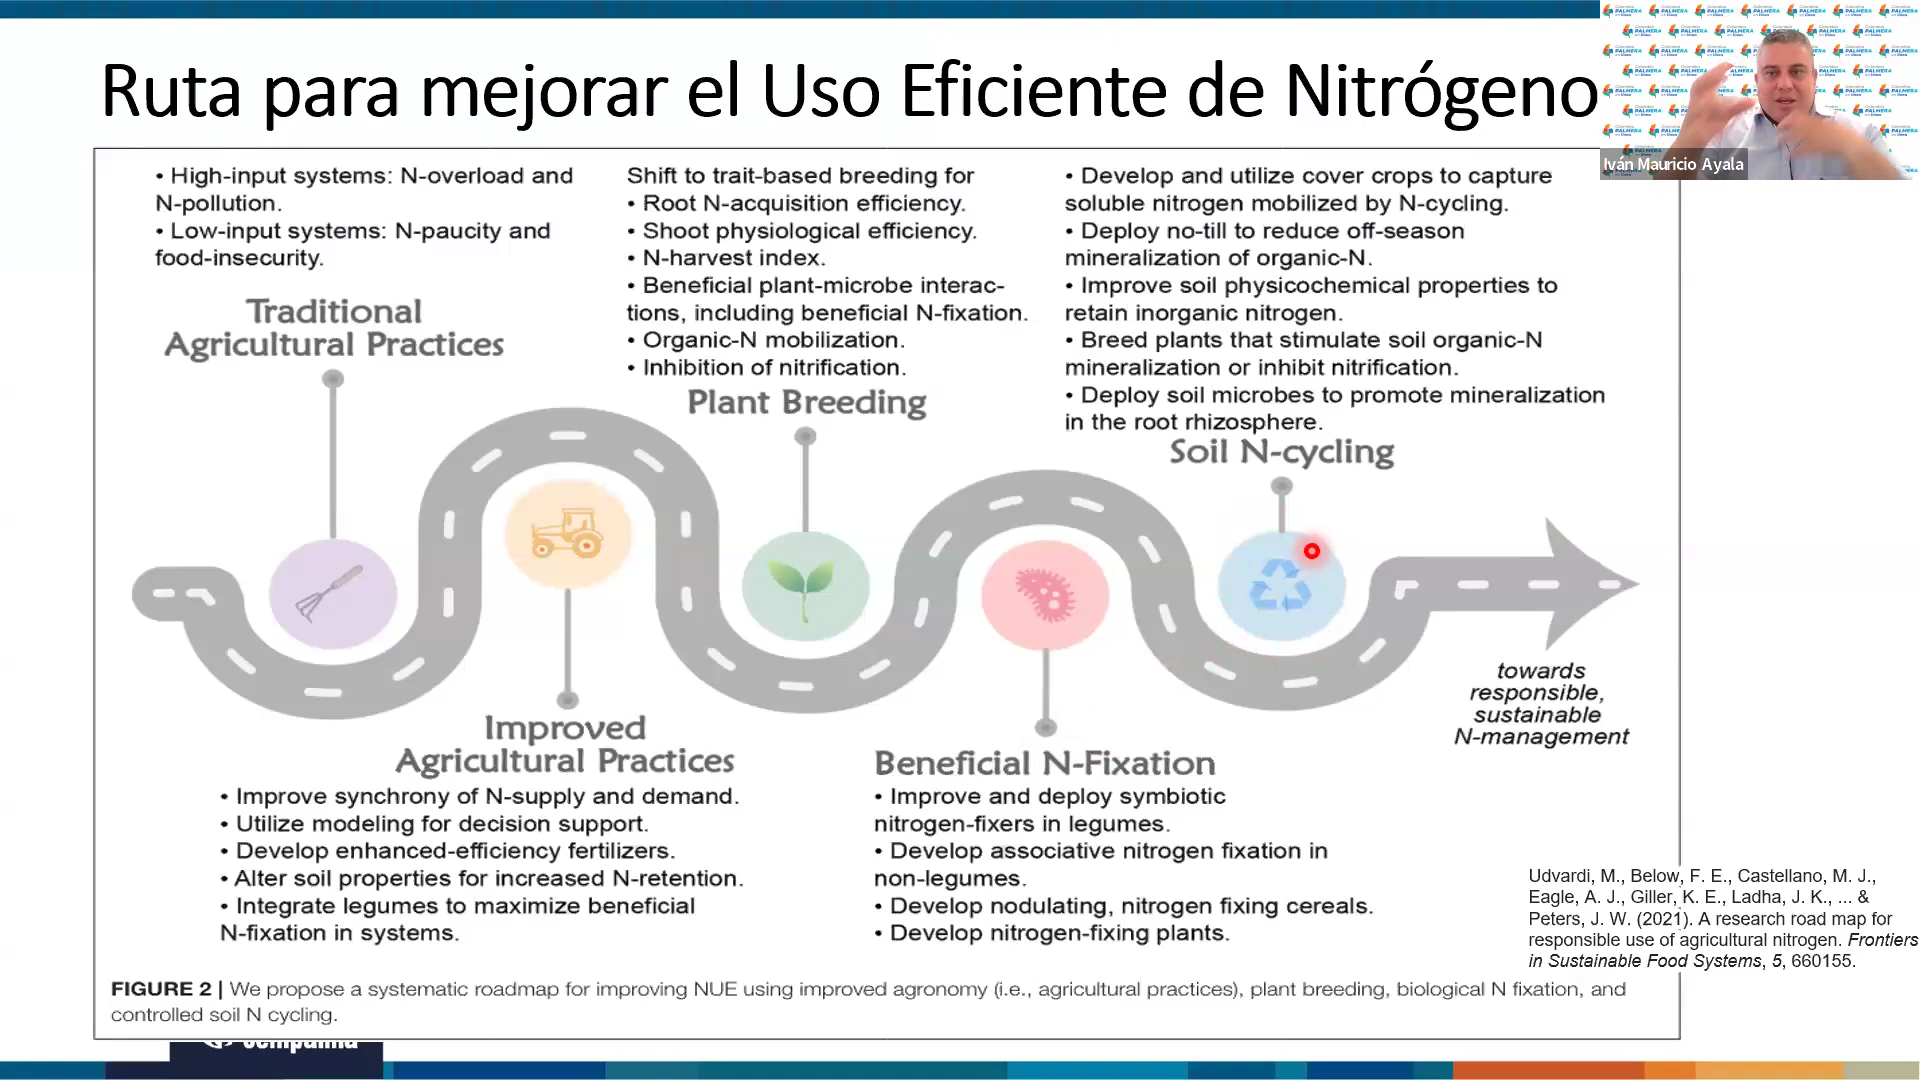 Ruta para mejorar el Uso Eficiente de Nitrógeno
Iván Mauricio Ayala
• High-input systems: N-overload and
N-pollution.
• Low-input systems: N-paucity and
food-insecurity.
Traditional
Agricultural Practices
Shift to trait-based breeding for
• Root N-acquisition efficiency.
• Shoot physiological efficiency.
• N-harvest index.
• Beneficial plant-microbe interac-
tions, including beneficial N-fixation.
• Organic-N mobilization.
• Inhibition of nitrification.
Plant Breeding
• Develop and utilize cover crops to capture
soluble nitrogen mobilized by N-cycling.
• Deploy no-till to reduce off-season
mineralization of organic-N.
• Improve soil physicochemical properties to
retain inorganic nitrogen.
• Breed plants that stimulate soil organic-N
mineralization or inhibit nitrification.
• Deploy soil microbes to promote mineralization
in the root rhizosphere.
Soil N-cycling
towards
responsible,
sustainable
N-management
Improved
Agricultural Practices
• Improve synchrony of N-supply and demand.
• Utilize modeling for decision support.
• Develop enhanced-efficiency fertilizers.
• Alter soil properties for increased N-retention.
• Integrate legumes to maximize beneficial
N-fixation in systems.
Beneficial N-Fixation
• Improve and deploy symbiotic
nitrogen-fixers in legumes.
• Develop associative nitrogen fixation in
non-legumes.
• Develop nodulating, nitrogen fixing cereals.
• Develop nitrogen-fixing plants.
Udvardi, M., Below, F. E., Castellano, M. J.,
Eagle, A. J., Giller, K. E., Ladha, J. K., ... &
Peters, J. W. (2021). A research road map for
responsible use of agricultural nitrogen. Frontiers
in Sustainable Food Systems, 5, 660155.
FIGURE 2 | We propose a systematic roadmap for improving NUE using improved agronomy (i.e., agricultural practices), plant breeding, biological N fixation, and
controlled soil N cycling.